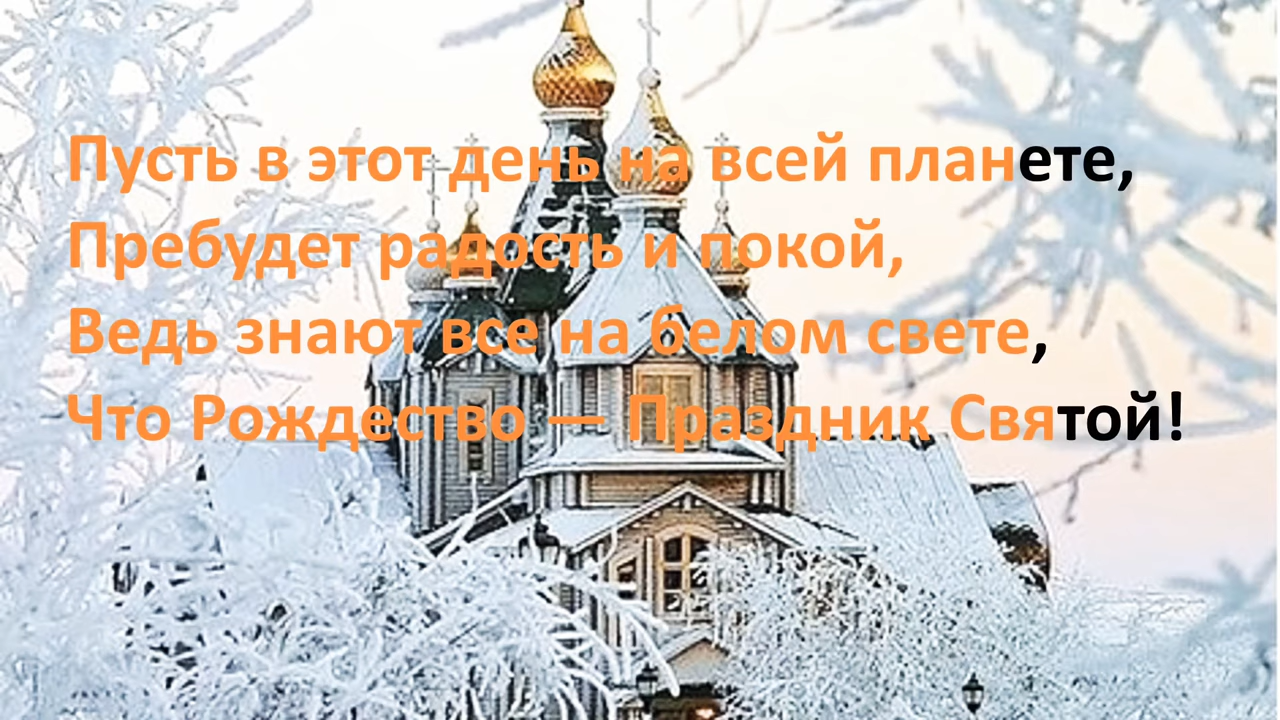 Пусть в этот день на всей планете,
Пребудет радость и покой,
Ведь знают все на белом свете,
Что Рождество — Праздник Святой!